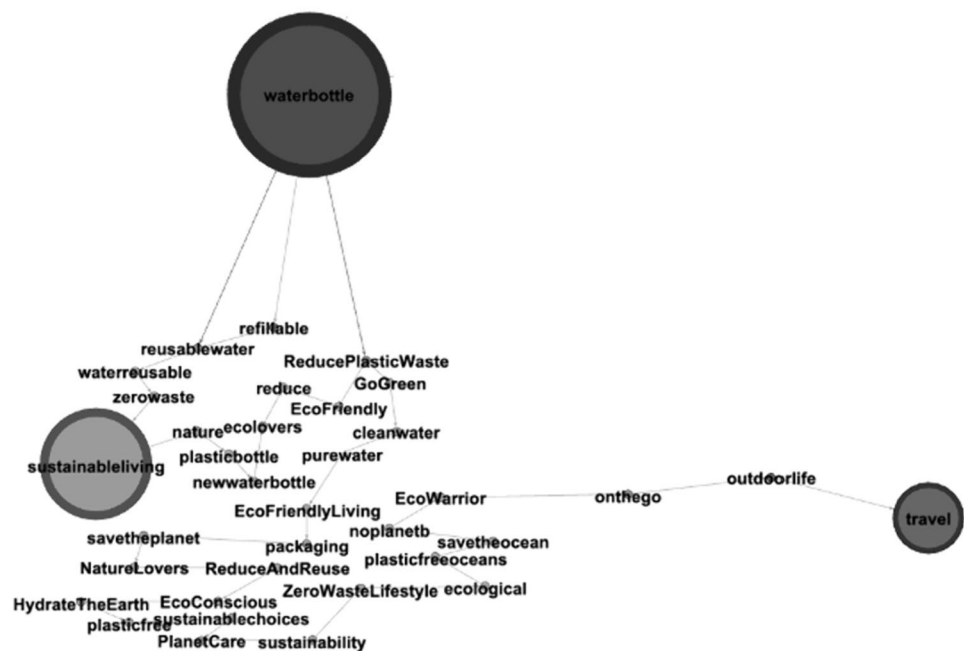 waterbottle
refillable
reusablewater
ReducePlasticWaste
waterreusable
GoGreen
reduce
zerowaste
EcoFriendly
ecolovers
nature
cleanwater
plasticbottle
purewater
sustainableliving
newwaterbottle
outdoorlife
EcoWarrior
onthego
EcoFriendlyLiving
travel
noplanetb
savetheplanet
savetheocean
packaging
plasticfreeoceans
NatureLovers
ReduceAndReuse
ZeroWasteLifestyle
ecological
HydrateTheEarth
EcoConscious
sustainablechoices
plasticfree
PlanetCare
sustainability